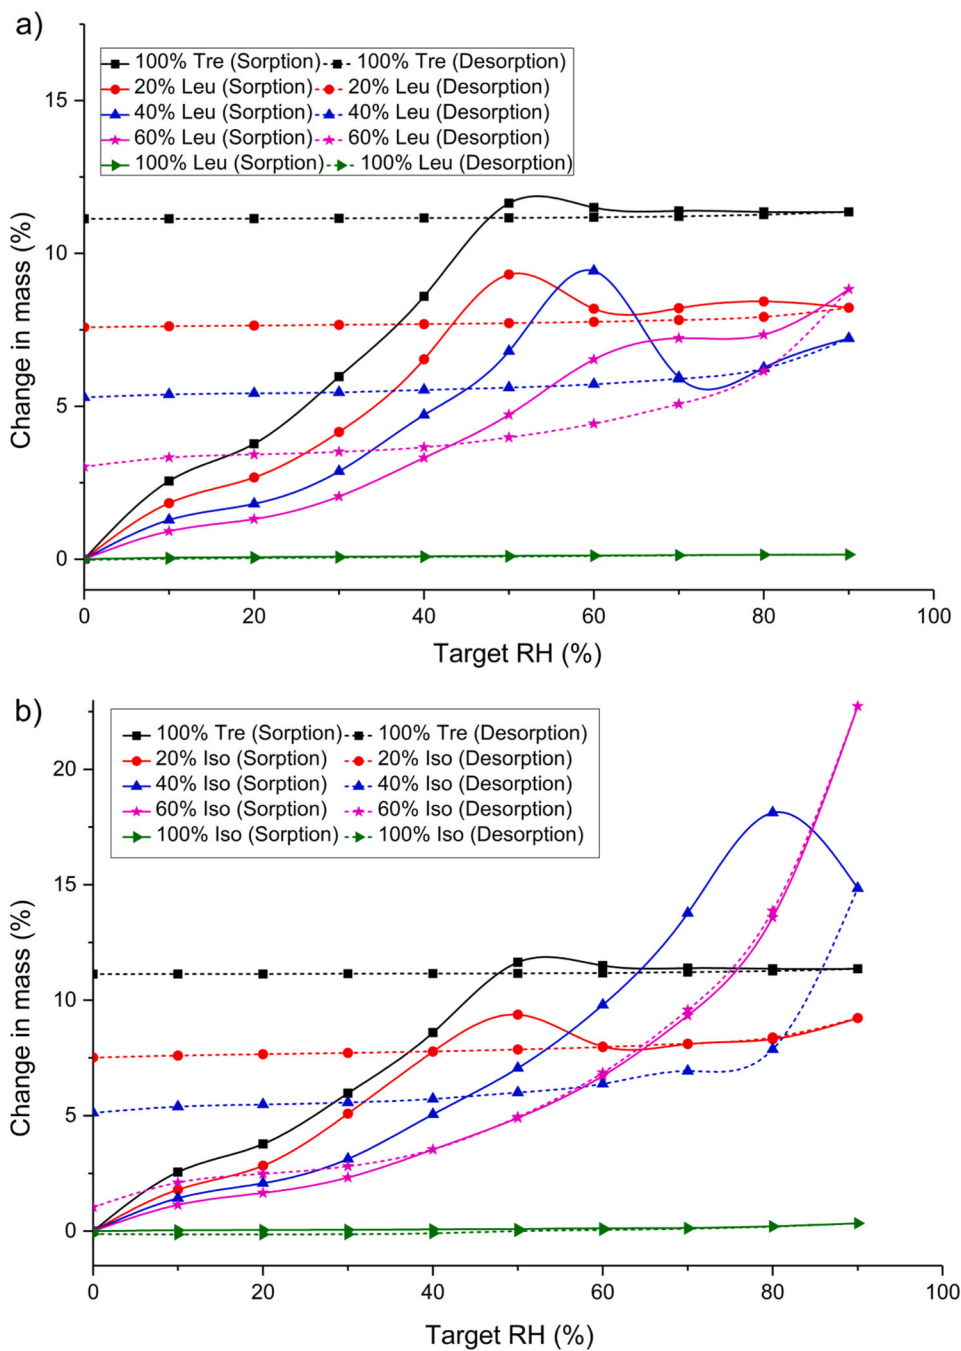 a)
100% Tre (Sorption) 100% Tre (Desorption)
20% Leu (Sorption) 20% Leu (Desorption)
40% Leu (Sorption) 40% Leu (Desorption)
60% Leu (Sorption) 60% Leu (Desorption)
100% Leu (Sorption) 100% Leu (Desorption)
15
10
5
0
Change in mass (%)
0 20 40 60 80 100
Target RH (%)
b)
100% Tre (Sorption) 100% Tre (Desorption)
20% Iso (Sorption) 20% Iso (Desorption)
40% Iso (Sorption) 40% Iso (Desorption)
60% Iso (Sorption) 60% Iso (Desorption)
100% Iso (Sorption) 100% Iso (Desorption)
20
15
10
5
0
Change in mass (%)
0 20 40 60 80 100
Target RH (%)